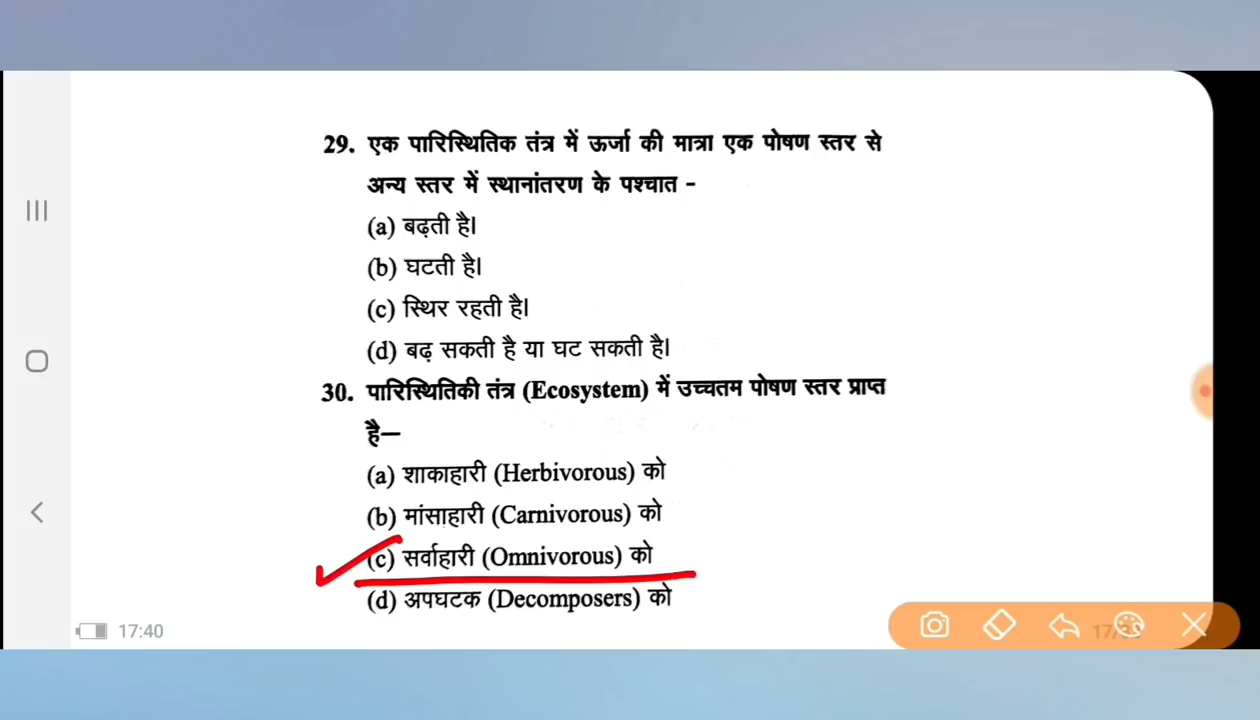 29. एक पारिस्थितिक तंत्र में ऊर्जा की मात्रा एक पोषण स्तर से
अन्य स्तर में स्थानांतरण के पश्चात -
(a) बढ़ती है।
(b) घटती है।
(c) स्थिर रहती है।
(d) बढ़ सकती है या घट सकती है।
30. पारिस्थितिकी तंत्र (Ecosystem) में उच्चतम पोषण स्तर प्राप्त
है—
(a) शाकाहारी (Herbivorous) को
(b) मांसाहारी (Carnivorous) को
(c) सर्वाहारी (Omnivorous) को
(d) अपघटक (Decomposers) को
17:40